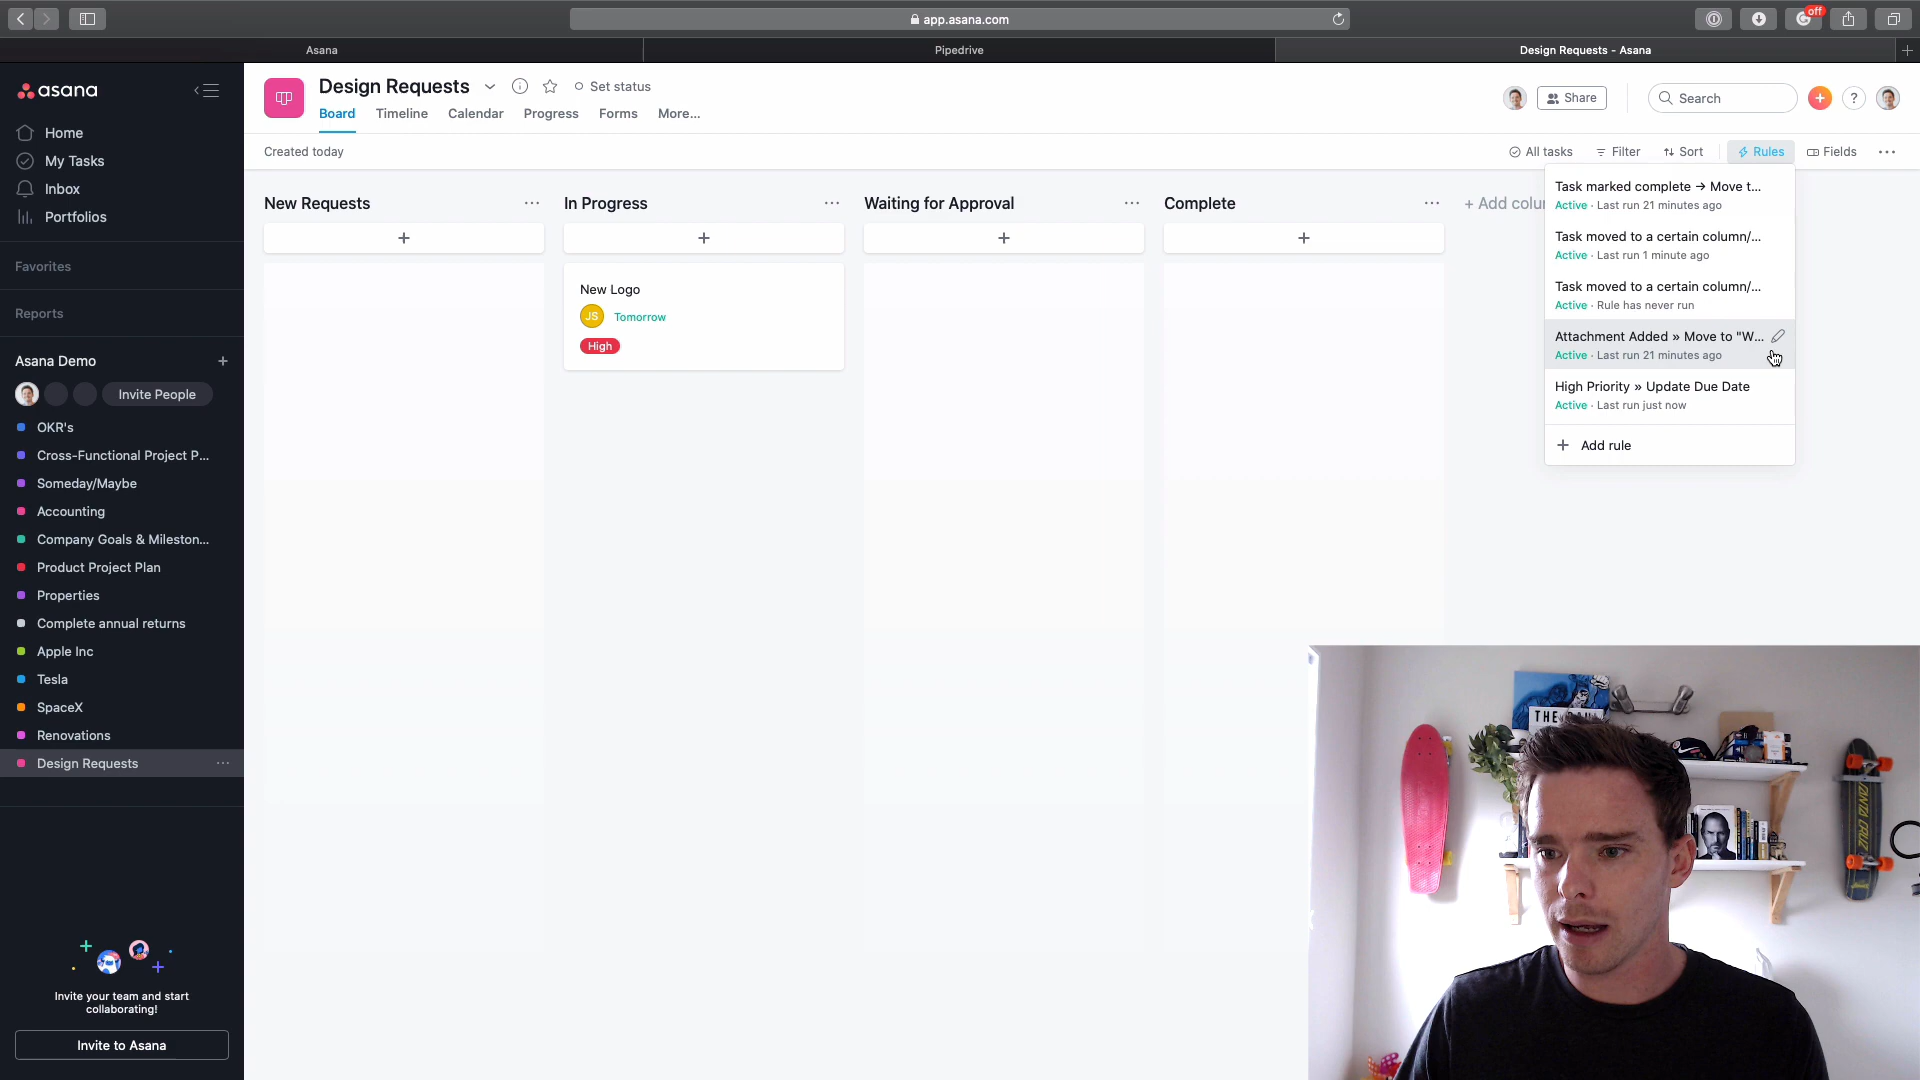 app.asana.com
off
Asana
Pipedrive
Design Requests - Asana
asana
Home
My Tasks
Inbox
Portfolios
Favorites
Reports
Asana Demo
Invite People
OKR's
Cross-Functional Project P...
Someday/Maybe
Accounting
Company Goals & Mileston...
Product Project Plan
Properties
Complete annual returns
Apple Inc
Tesla
SpaceX
Renovations
Design Requests
Invite your team and start
collaborating!
Invite to Asana
Design Requests
Set status
Board Timeline Calendar Progress Forms More...
Share
Search
?
Created today
All tasks Filter Sort Rules Fields
New Requests
In Progress
Waiting for Approval
Complete
+ Add colu
New Logo
JS Tomorrow
High
Task marked complete → Move t...
Active · Last run 21 minutes ago
Task moved to a certain column/...
Active · Last run 1 minute ago
Task moved to a certain column/...
Active · Rule has never run
Attachment Added » Move to "W...
Active · Last run 21 minutes ago
High Priority » Update Due Date
Active · Last run just now
+ Add rule
THE
SANTA CRUZ